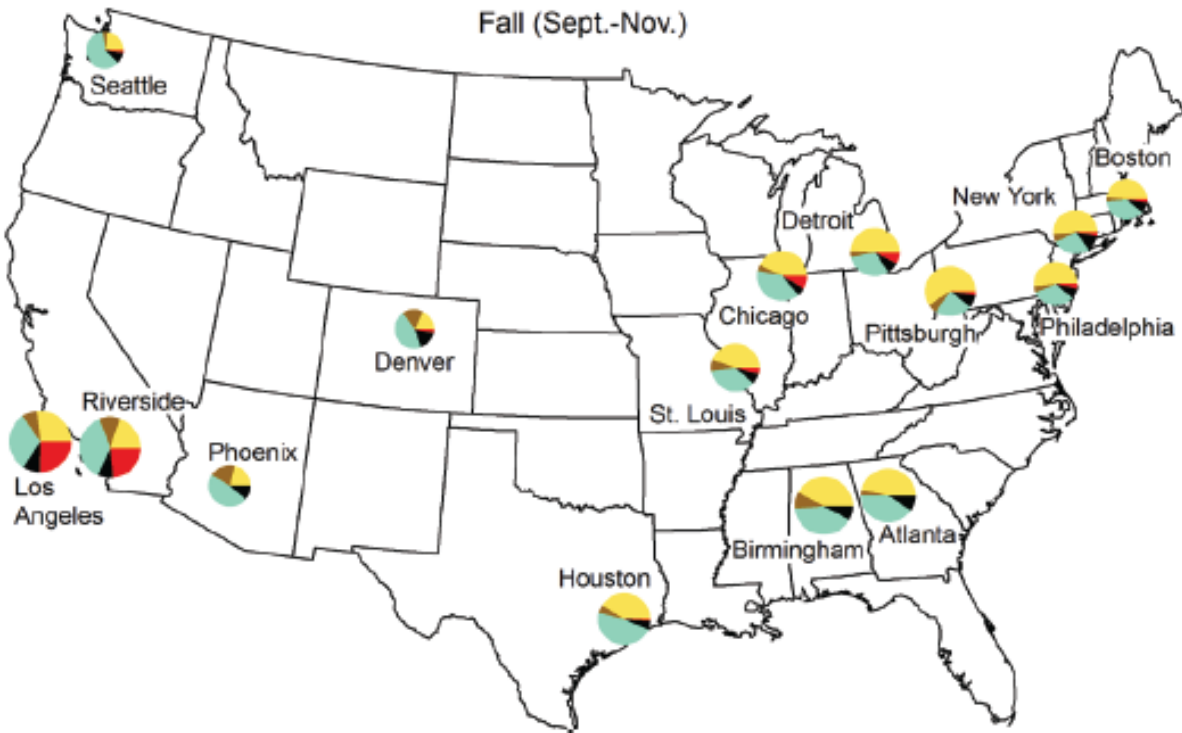 Fall (Sept.-Nov.)
Seattle
Boston
New York
Detroit
Chicago
Pittsburgh
Philadelphia
Denver
Riverside
St. Louis
Phoenix
Los
Angeles
Birmingham
Atlanta
Houston